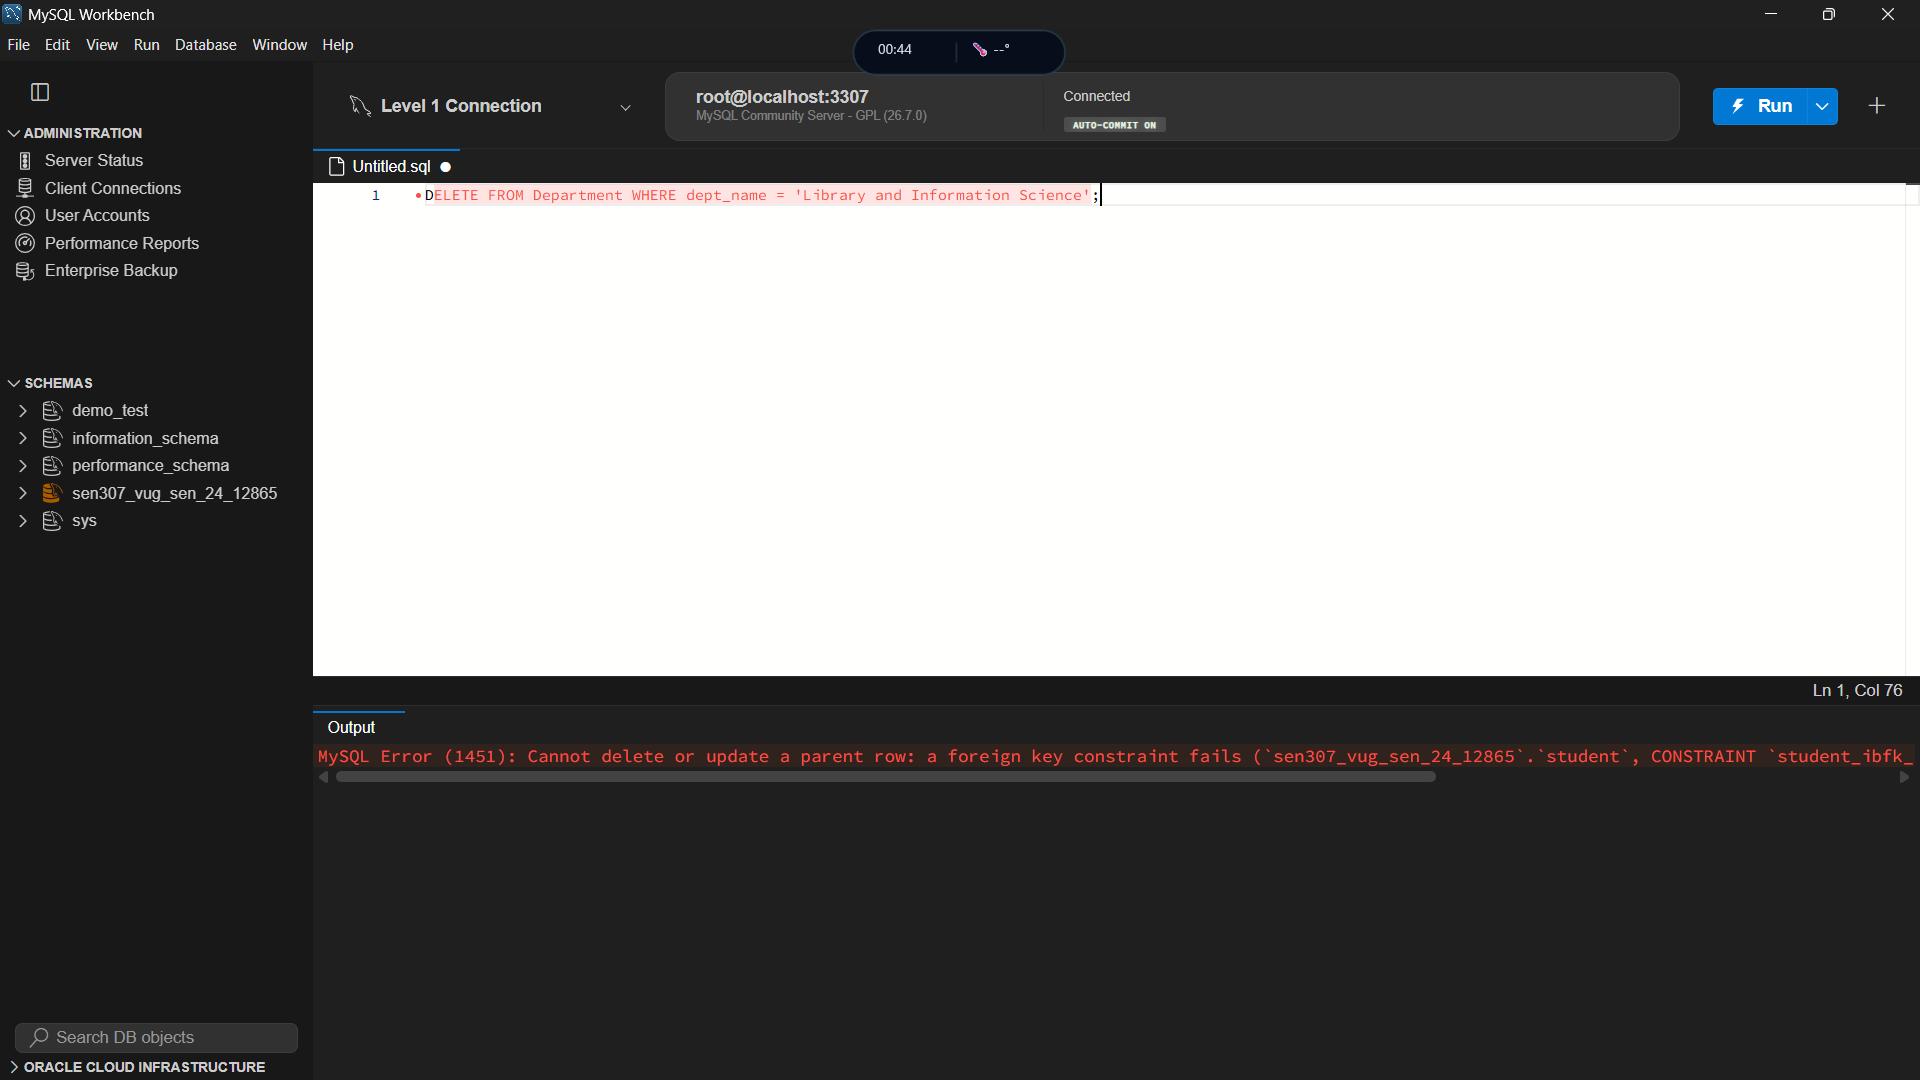 MySQL Workbench
File Edit View Run Database Window Help
00:44 --°
Level 1 Connection
root@localhost:3307
MySQL Community Server - GPL (26.7.0)
Connected
AUTO-COMMIT ON
Run
ADMINISTRATION
Server Status
Client Connections
User Accounts
Performance Reports
Enterprise Backup
SCHEMAS
demo_test
information_schema
performance_schema
sen307_vug_sen_24_12865
sys
Search DB objects
ORACLE CLOUD INFRASTRUCTURE
Untitled.sql
1 DELETE FROM Department WHERE dept_name = 'Library and Information Science';
Ln 1, Col 76
Output
MySQL Error (1451): Cannot delete or update a parent row: a foreign key constraint fails (`sen307_vug_sen_24_12865`.`student`, CONSTRAINT `student_ibfk_